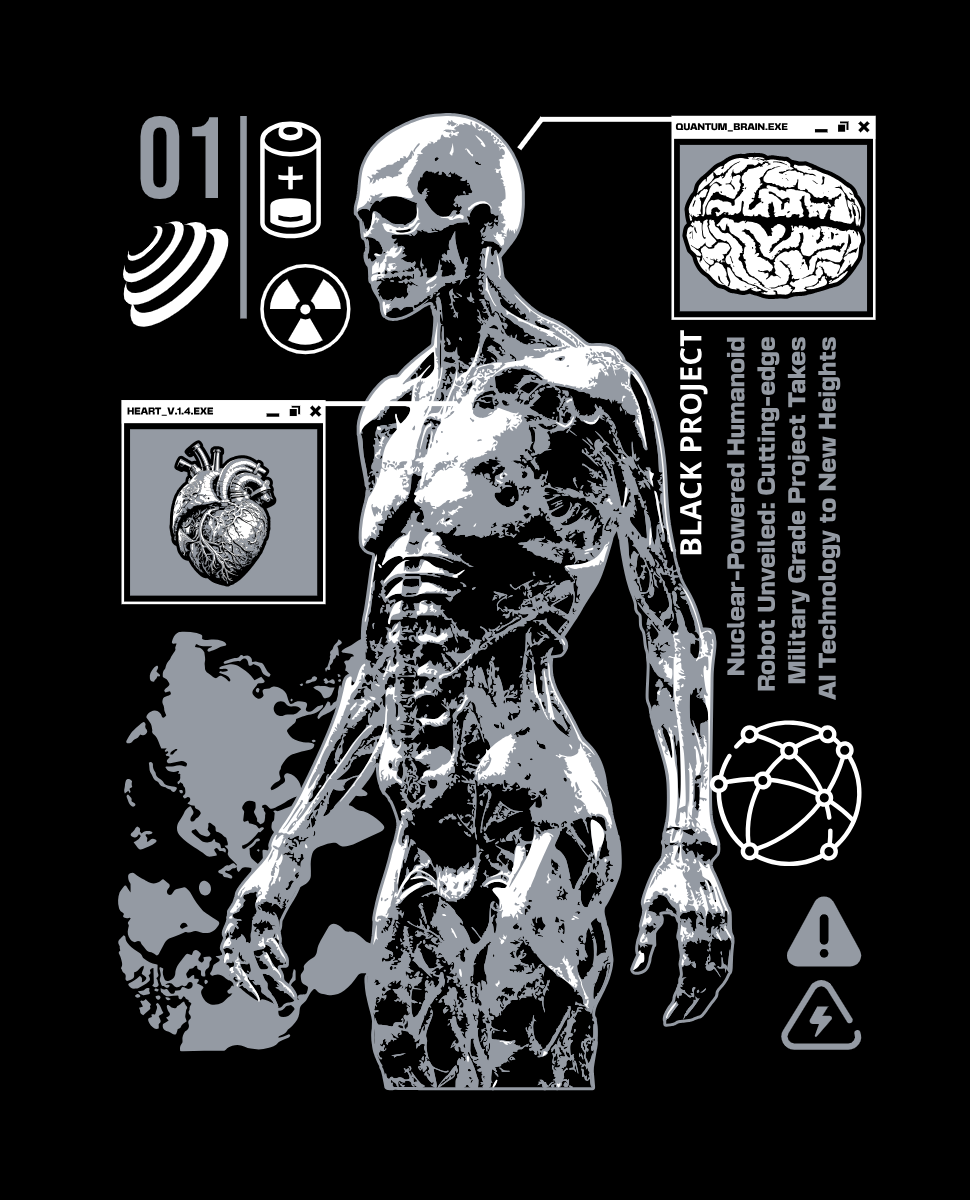 01
QUANTUM_BRAIN.EXE
HEART_V.1.4.EXE
BLACK PROJECT
Nuclear-Powered Humanoid
Robot Unveiled: Cutting-edge
Military Grade Project Takes
AI Technology to New Heights